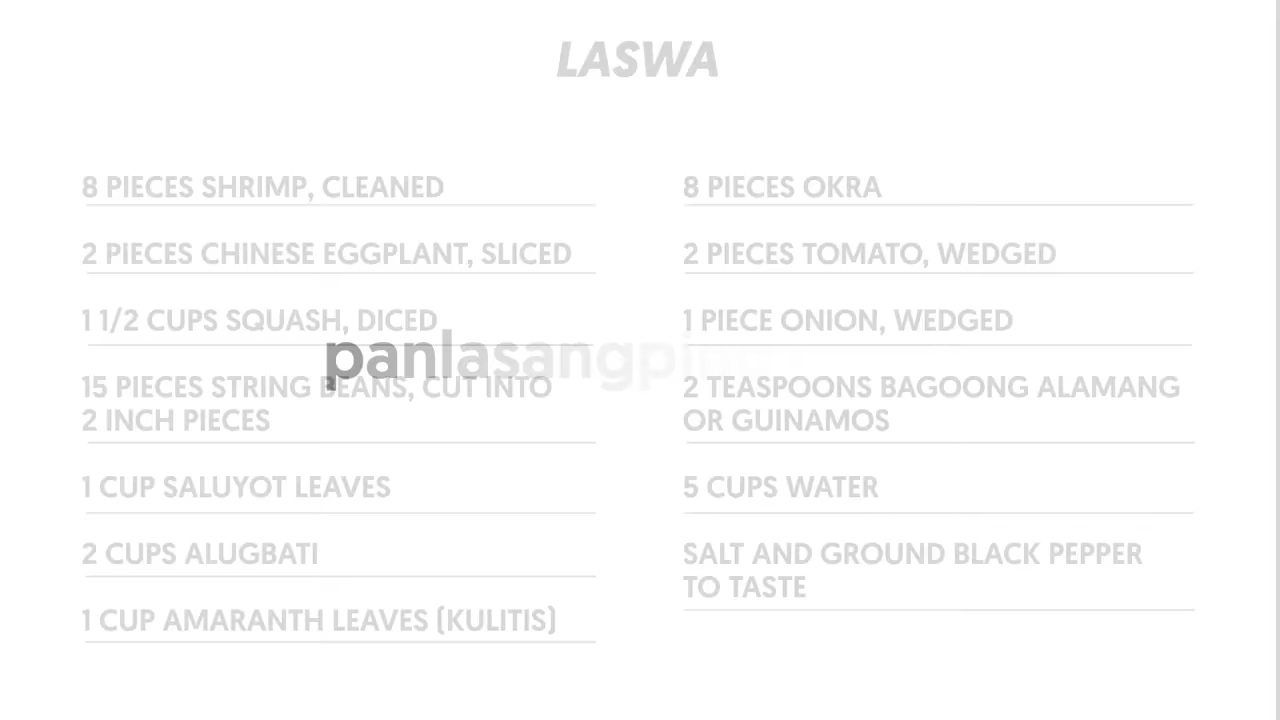 LASWA
8 PIECES SHRIMP, CLEANED
2 PIECES CHINESE EGGPLANT, SLICED
1 1/2 CUPS SQUASH, DICED
15 PIECES STRING BEANS, CUT INTO
2 INCH PIECES
1 CUP SALUYOT LEAVES
2 CUPS ALUGBATI
1 CUP AMARANTH LEAVES (KULITIS)
8 PIECES OKRA
2 PIECES TOMATO, WEDGED
1 PIECE ONION, WEDGED
2 TEASPOONS BAGOONG ALAMANG
OR GUINAMOS
5 CUPS WATER
SALT AND GROUND BLACK PEPPER
TO TASTE
panlasangpinoy